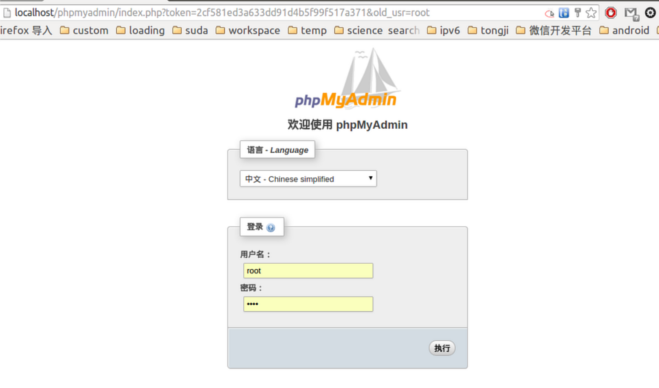 localhost/phpmyadmin/index.php?token=2cf581ed3a633dd91d4b5f99f517a371&old_usr=root
irefox 导入 custom loading suda workspace temp science search ipv6 tongji 微信开发平台 android
phpMyAdmin
欢迎使用 phpMyAdmin
语言 - Language
中文 - Chinese simplified
登录
用户名：
root
密码：
••••
执行